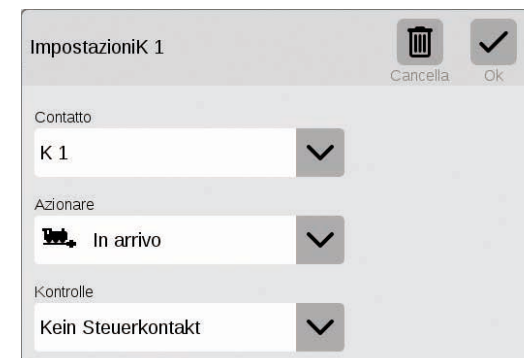 ImpostazioniK 1
Cancella
Ok
Contatto
K 1
Azionare
In arrivo
Kontrolle
Kein Steuerkontakt